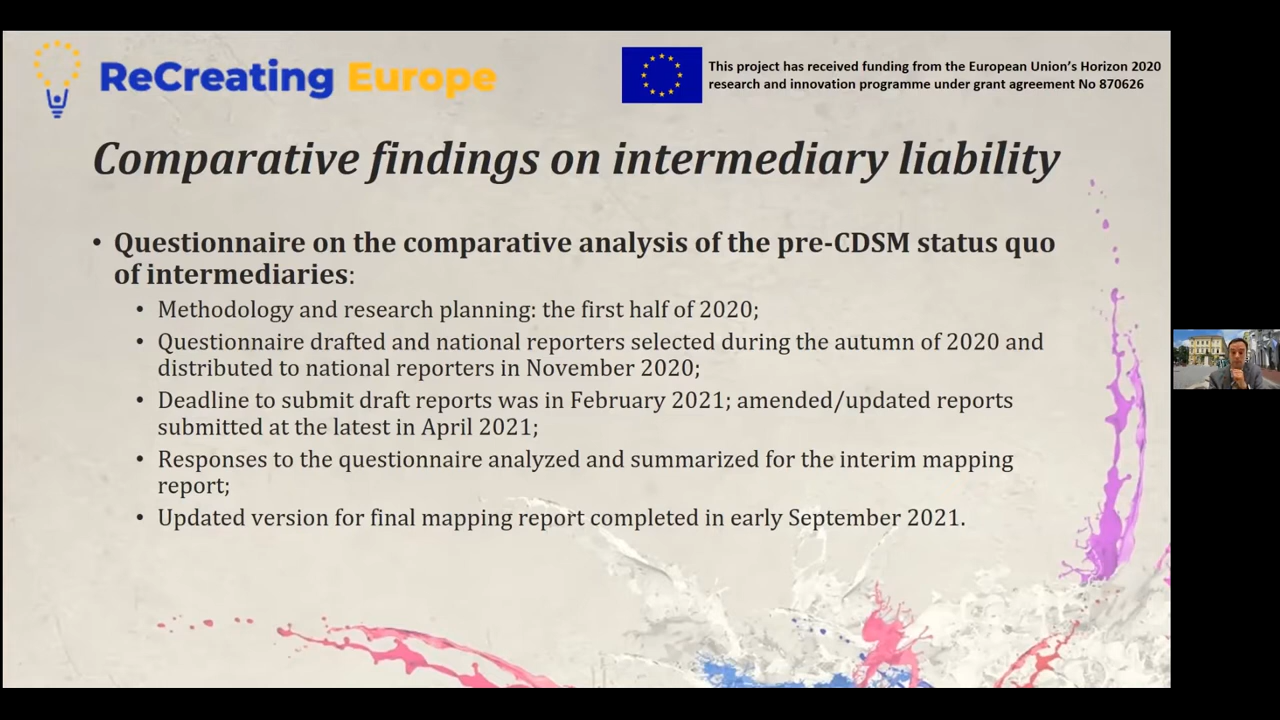 ReCreating Europe
This project has received funding from the European Union's Horizon 2020
research and innovation programme under grant agreement No 870626
Comparative findings on intermediary liability
• Questionnaire on the comparative analysis of the pre-CDSM status quo
of intermediaries:
• Methodology and research planning: the first half of 2020;
• Questionnaire drafted and national reporters selected during the autumn of 2020 and
distributed to national reporters in November 2020;
• Deadline to submit draft reports was in February 2021; amended/updated reports
submitted at the latest in April 2021;
• Responses to the questionnaire analyzed and summarized for the interim mapping
report;
• Updated version for final mapping report completed in early September 2021.